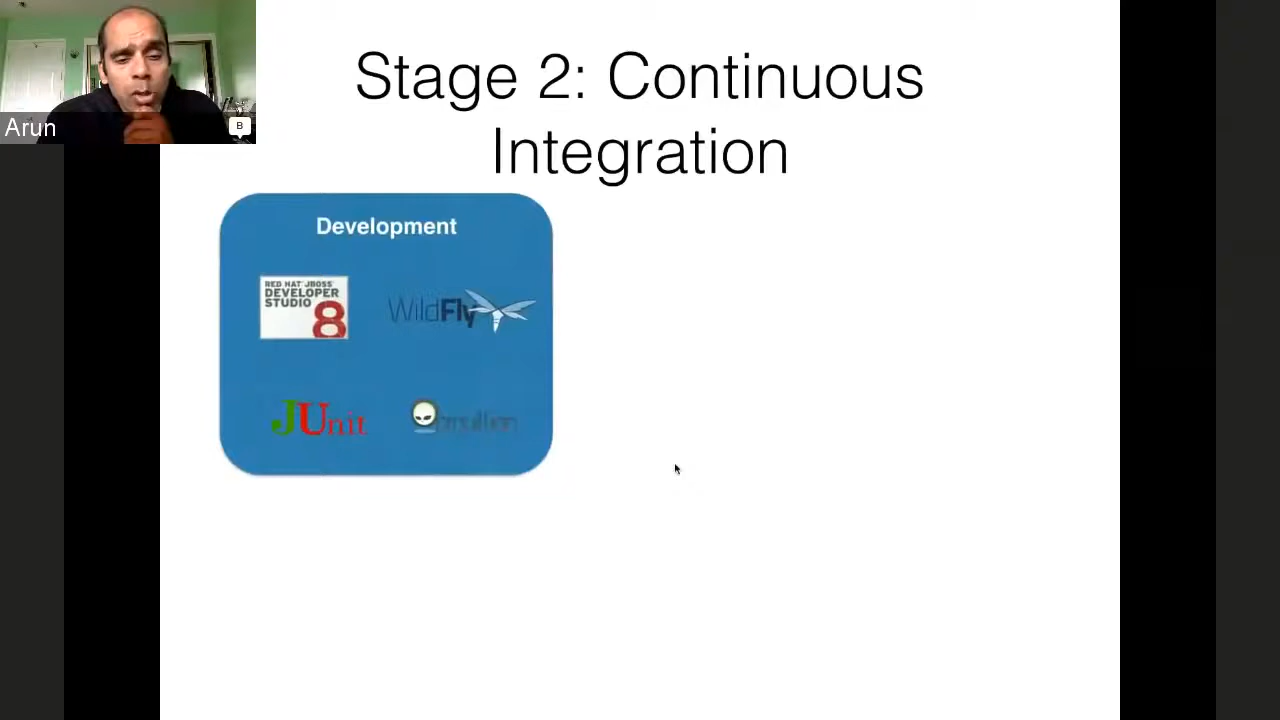 Arun
B
Stage 2: Continuous
Integration
Development
RED HAT JBOSS
DEVELOPER
STUDIO
8
WildFly
JUnit